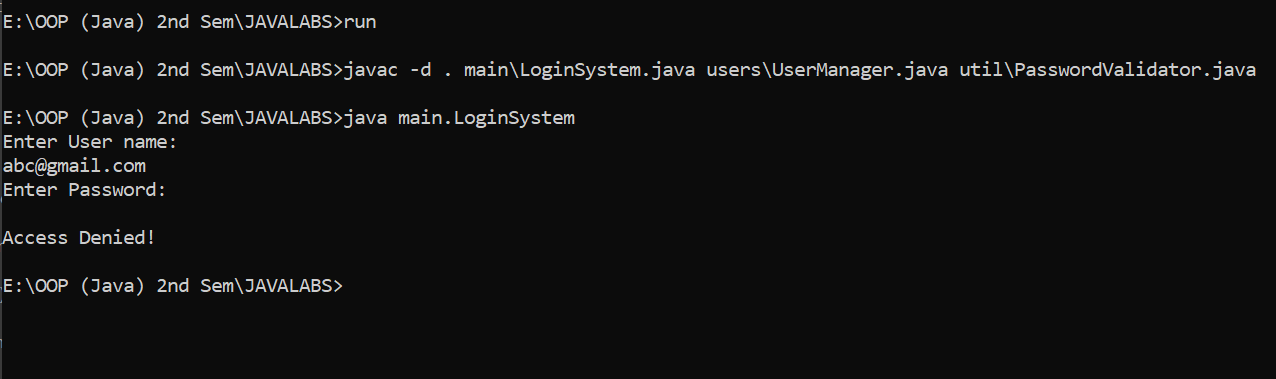 E:\OOP (Java) 2nd Sem\JAVALABS>run
E:\OOP (Java) 2nd Sem\JAVALABS>javac -d . main\LoginSystem.java users\UserManager.java util\PasswordValidator.java
E:\OOP (Java) 2nd Sem\JAVALABS>java main.LoginSystem
Enter User name:
abc@gmail.com
Enter Password:
Access Denied!
E:\OOP (Java) 2nd Sem\JAVALABS>